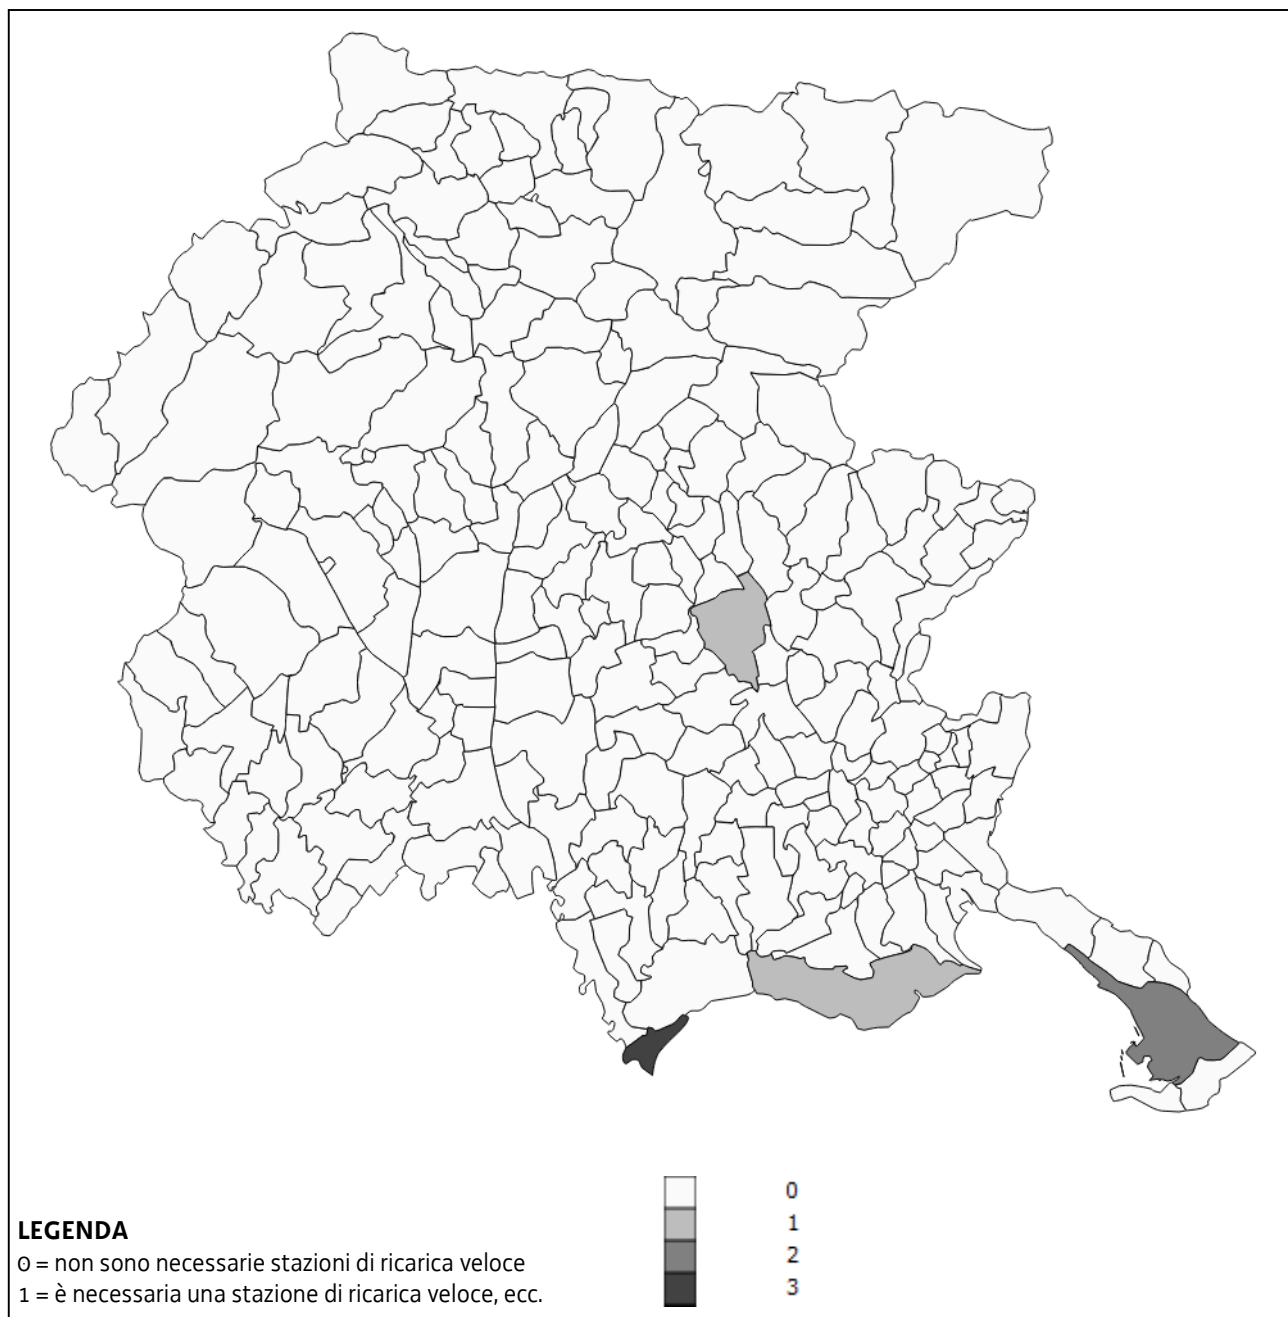 0
1
2
3
LEGENDA
0 = non sono necessarie stazioni di ricarica veloce
1 = è necessaria una stazione di ricarica veloce, ecc.